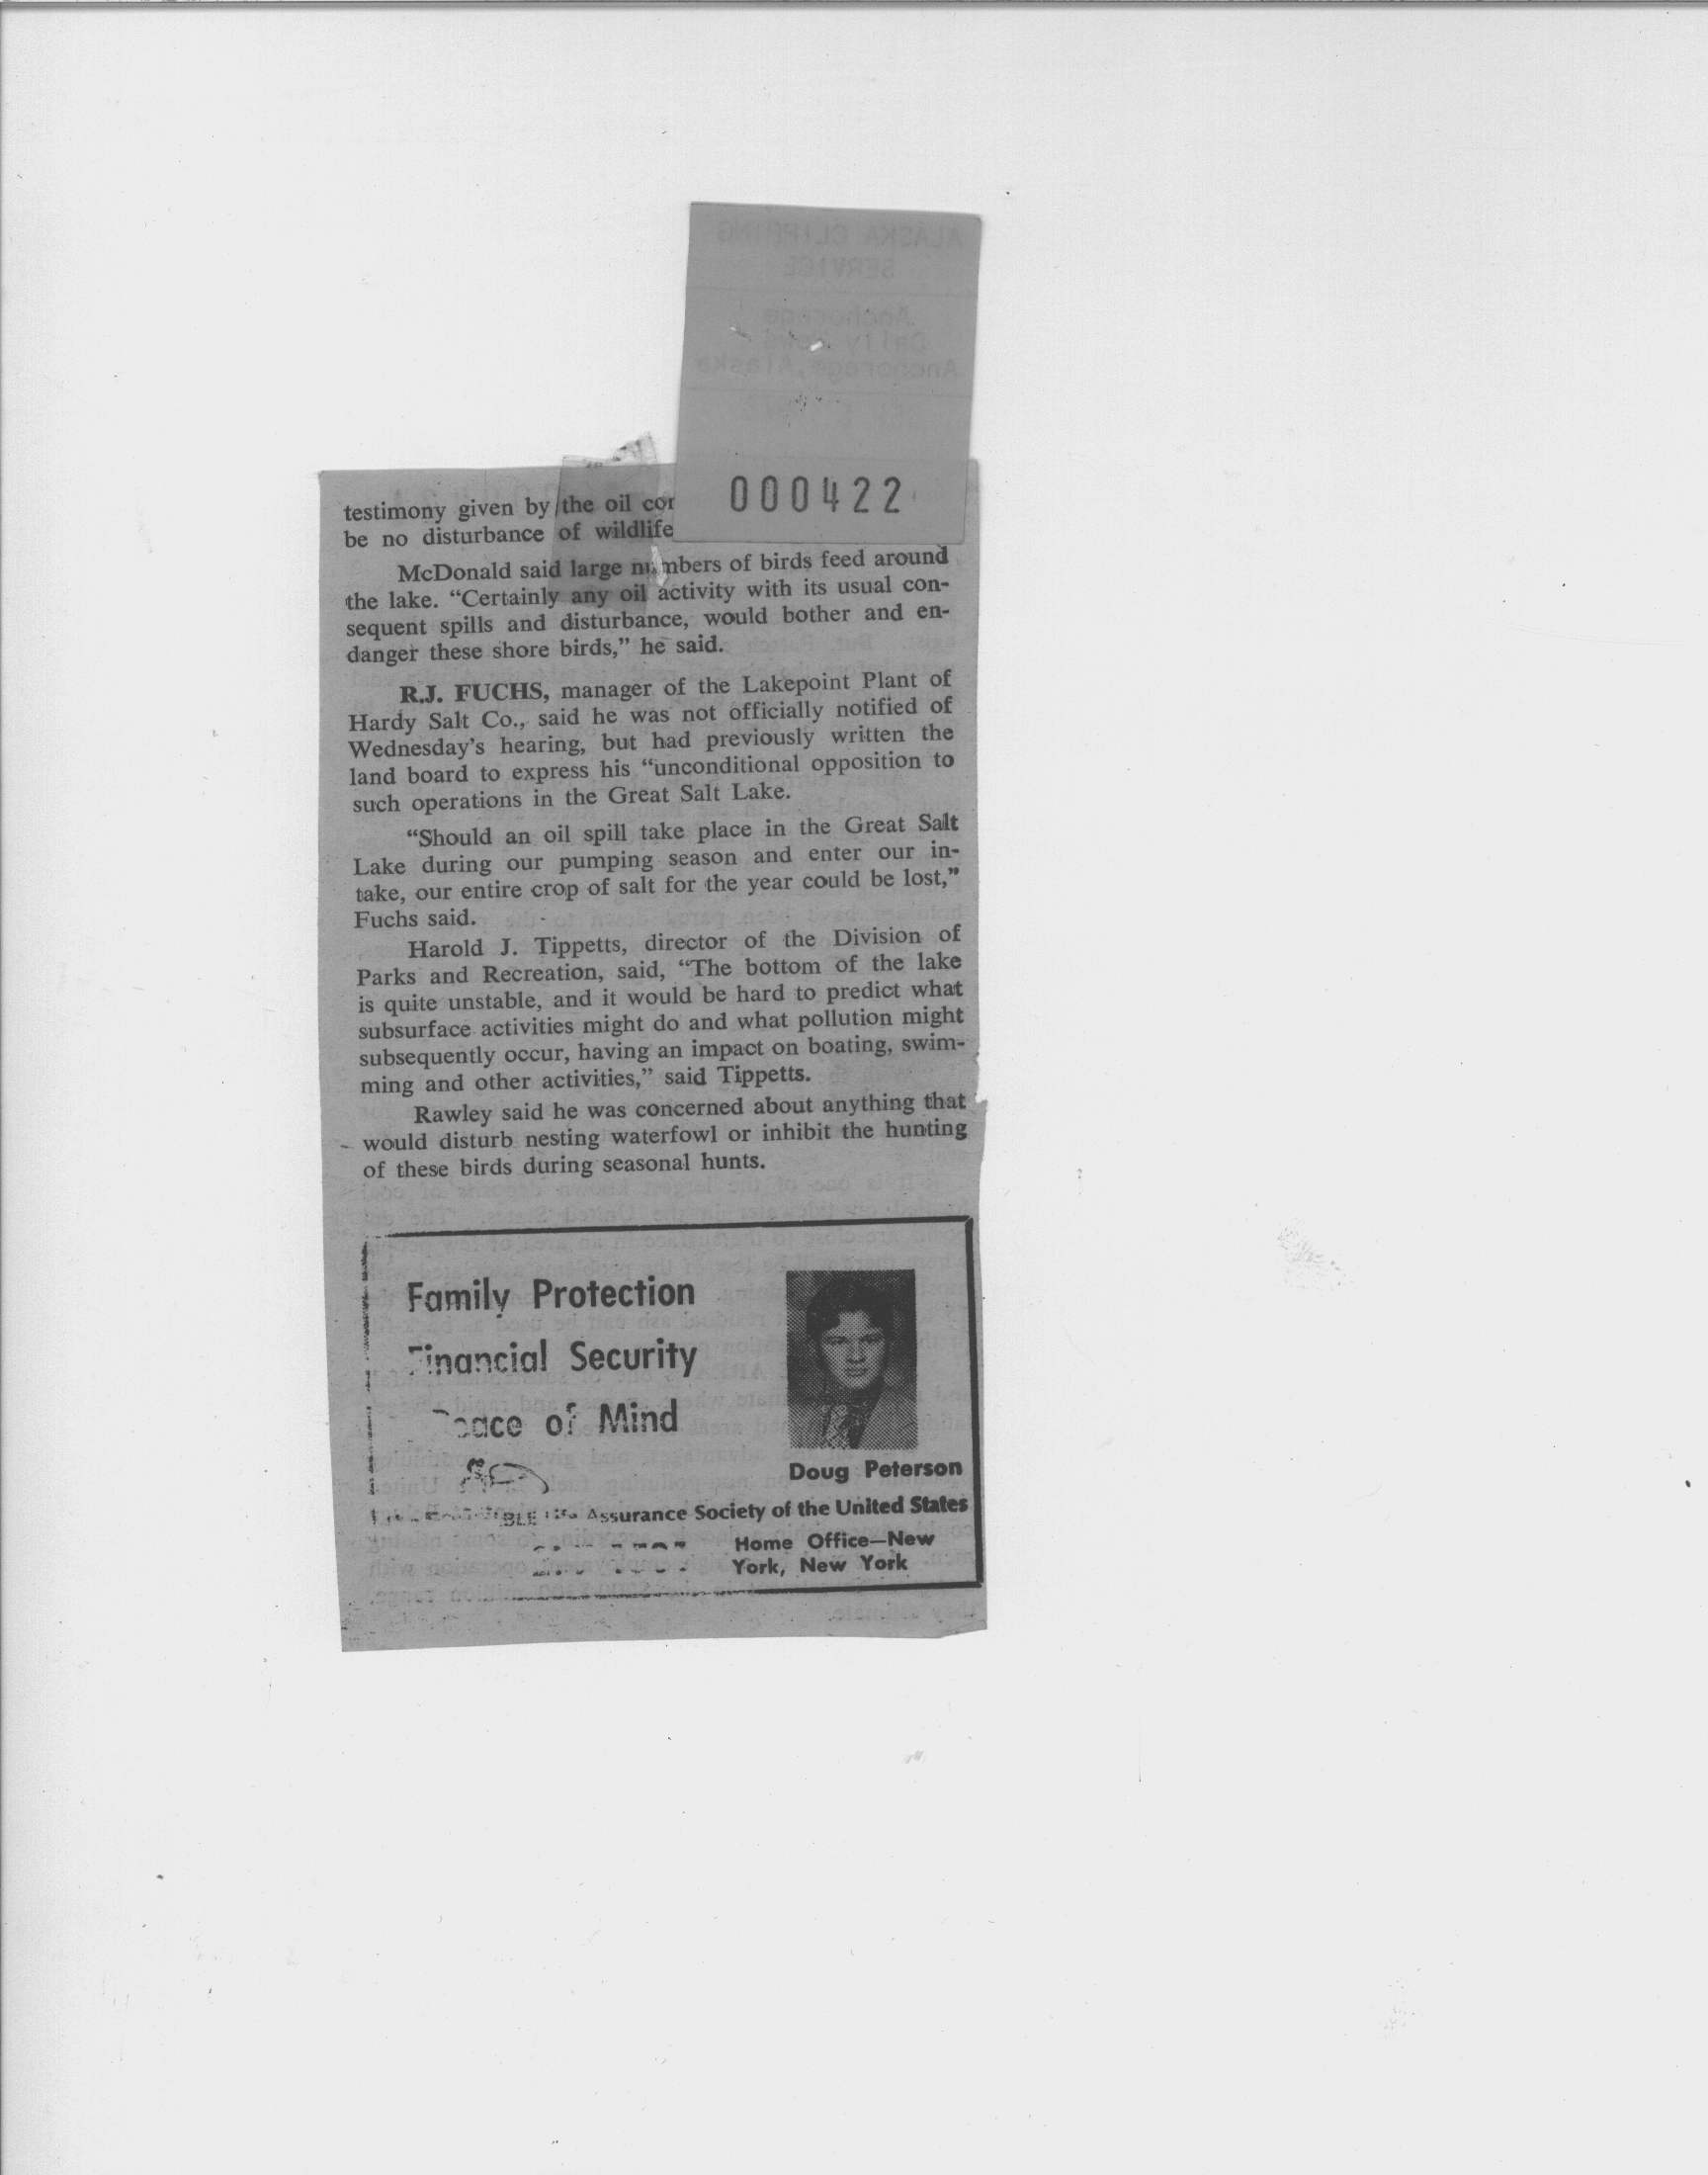 ALASKA CLIPPING
SERVICE
Anchorage
Daily News
Anchorage, Alaska
000422
testimony given by the oil
be no disturbance of wildlife
McDonald said large numbers of birds feed around
the lake. “Certainly any oil activity with its usual con-
sequent spills and disturbance, would bother and en-
danger these shore birds,” he said.
R.J. FUCHS, manager of the Lakepoint Plant of
Hardy Salt Co., said he was not officially notified of
Wednesday’s hearing, but had previously written the
land board to express his “unconditional opposition to
such operations in the Great Salt Lake.
“Should an oil spill take place in the Great Salt
Lake during our pumping season and enter our in-
take, our entire crop of salt for the year could be lost,”
Fuchs said.
Harold J. Tippetts, director of the Division of
Parks and Recreation, said, “The bottom of the lake
is quite unstable, and it would be hard to predict what
subsurface activities might do and what pollution might
subsequently occur, having an impact on boating, swim-
ming and other activities,” said Tippetts.
Rawley said he was concerned about anything that
would disturb nesting waterfowl or inhibit the hunting
of these birds during seasonal hunts.
Family Protection
Financial Security
Peace of Mind
Doug Peterson
Life Assurance Society of the United States
Home Office—New
York, New York